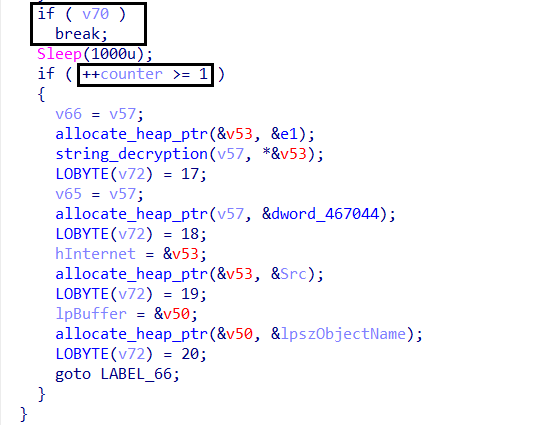 if ( v70 )
break;
Sleep(1000u);
if ( ++counter >= 1 )
{
v66 = v57;
allocate_heap_ptr(&v53, &e1);
string_decryption(v57, *&v53);
LOBYTE(v72) = 17;
v65 = v57;
allocate_heap_ptr(v57, &dword_467044);
LOBYTE(v72) = 18;
hInternet = &v53;
allocate_heap_ptr(&v53, &Src);
LOBYTE(v72) = 19;
lpBuffer = &v50;
allocate_heap_ptr(&v50, &lpszObjectName);
LOBYTE(v72) = 20;
goto LABEL_66;
}
}